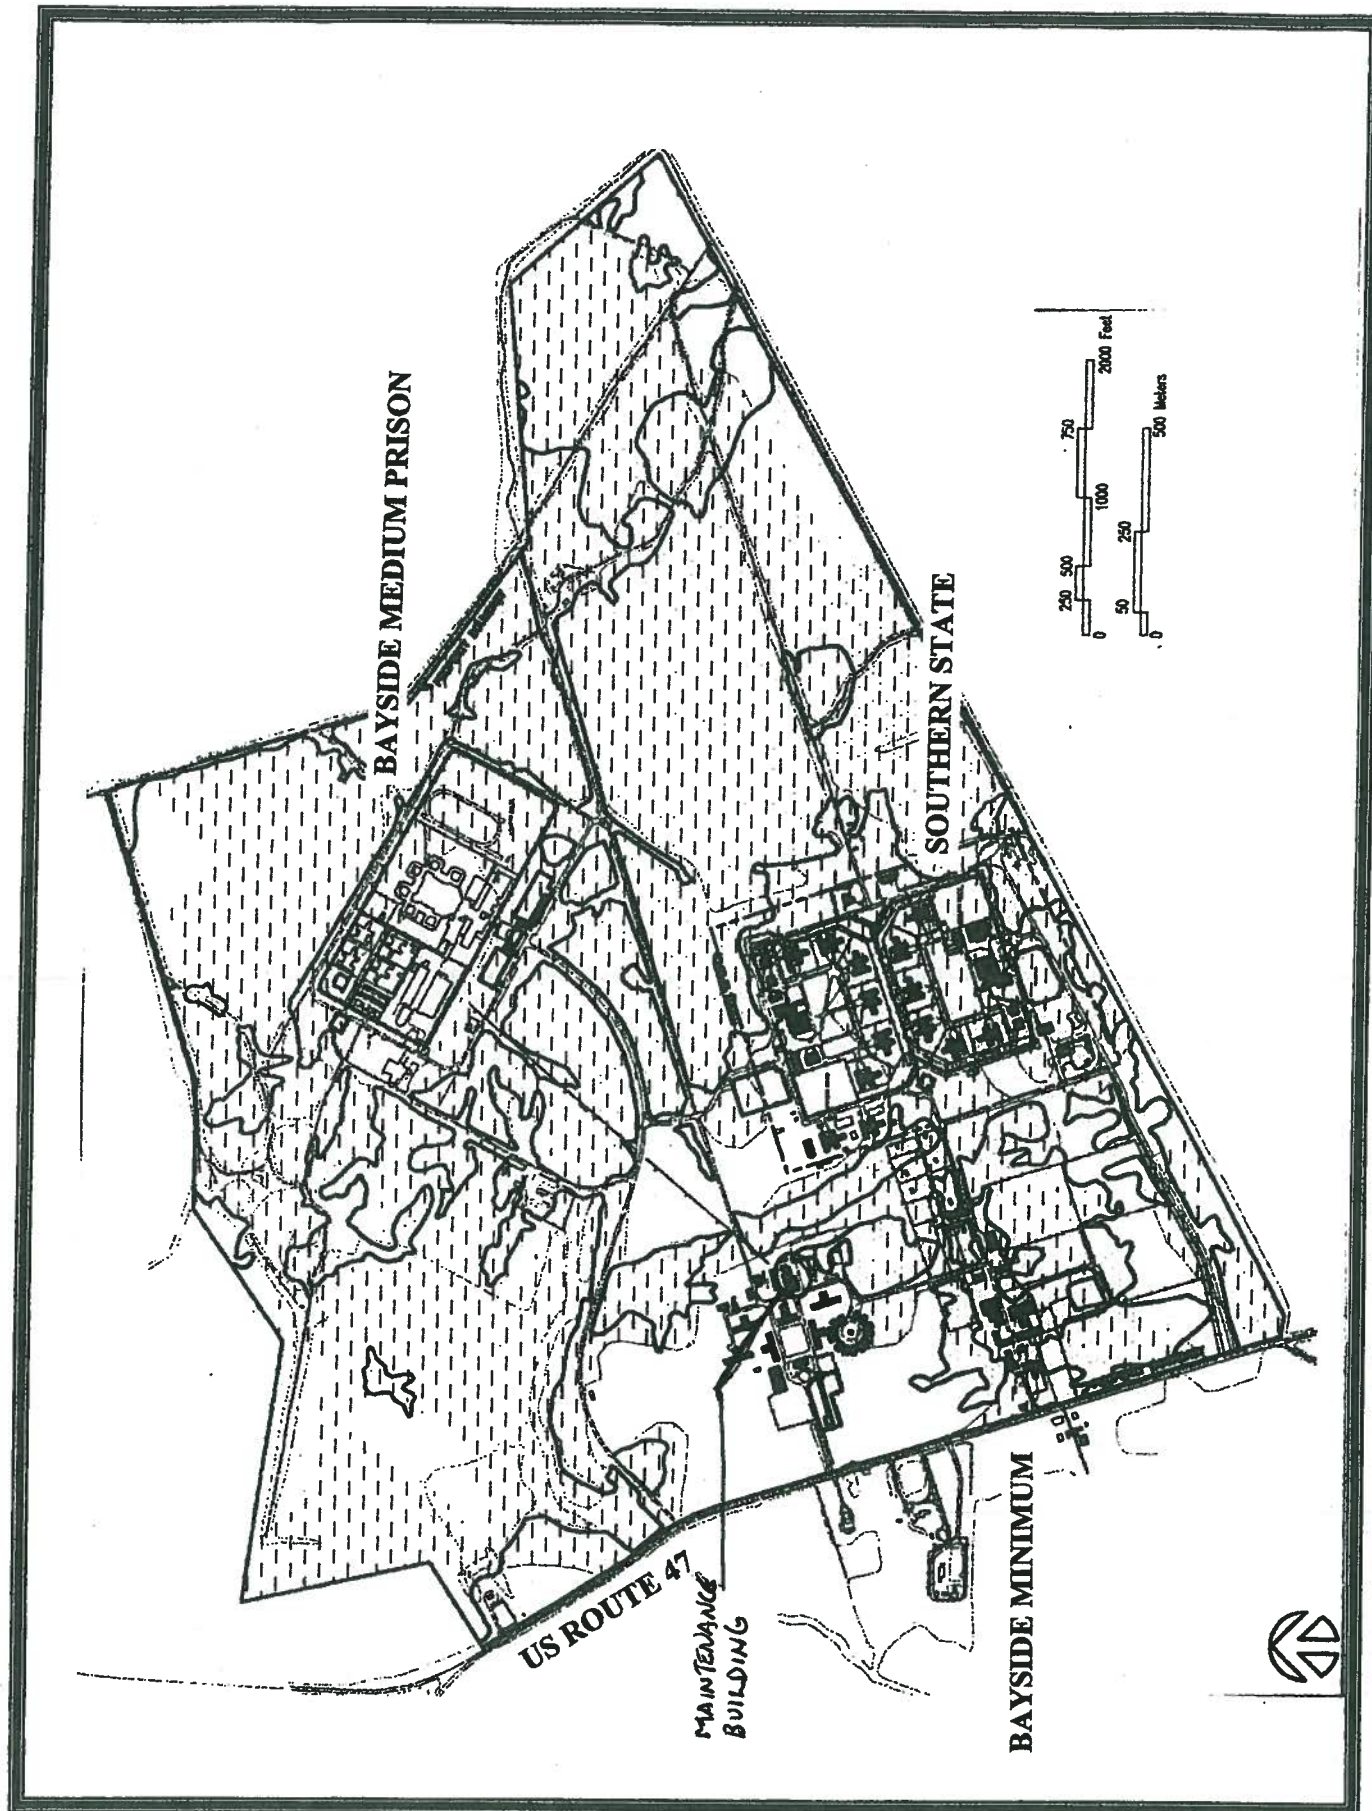 BAYSIDE MEDIUM PRISON
SOUTHERN STATE
US ROUTE 47
MAINTENANCE
BUILDING
BAYSIDE MINIMUM
250 500 750
0 1000 2000 Feet
50 250
0 500 Meters